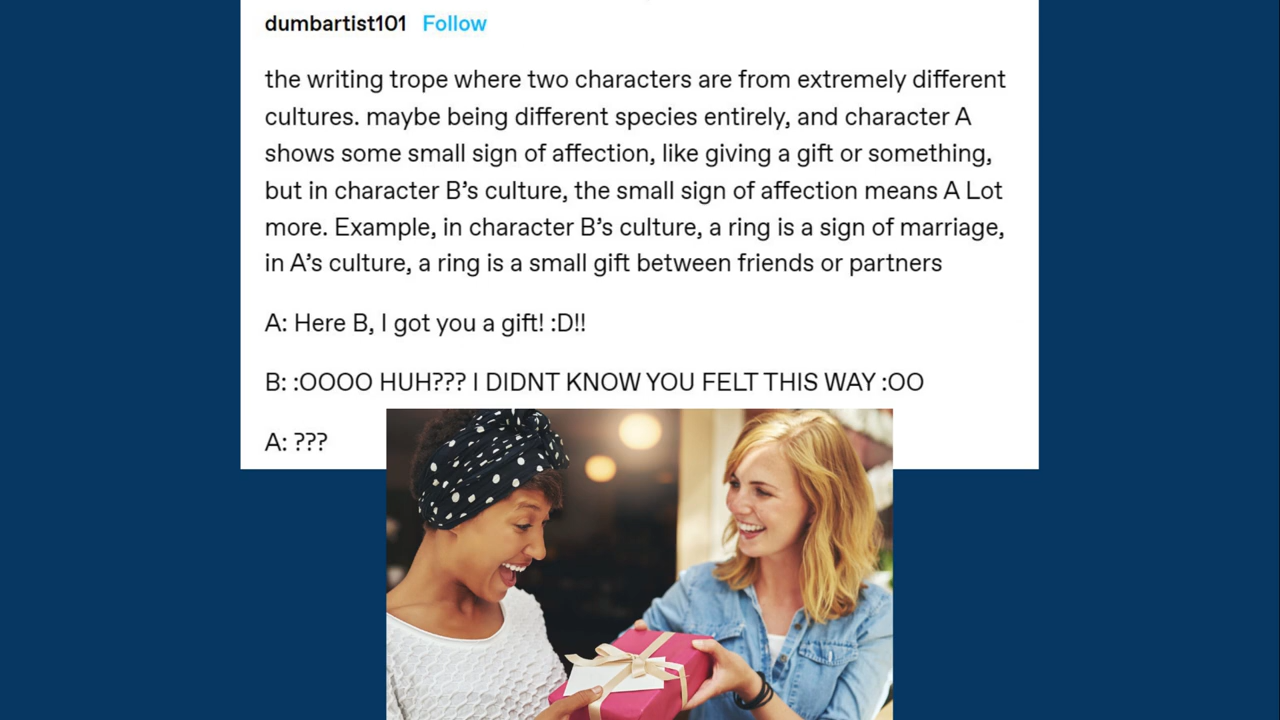 dumbartist101 Follow
the writing trope where two characters are from extremely different
cultures. maybe being different species entirely, and character A
shows some small sign of affection, like giving a gift or something,
but in character B’s culture, the small sign of affection means A Lot
more. Example, in character B’s culture, a ring is a sign of marriage,
in A’s culture, a ring is a small gift between friends or partners
A: Here B, I got you a gift! :D!!
B: :OOOO HUH??? I DIDNT KNOW YOU FELT THIS WAY :OO
A: ???